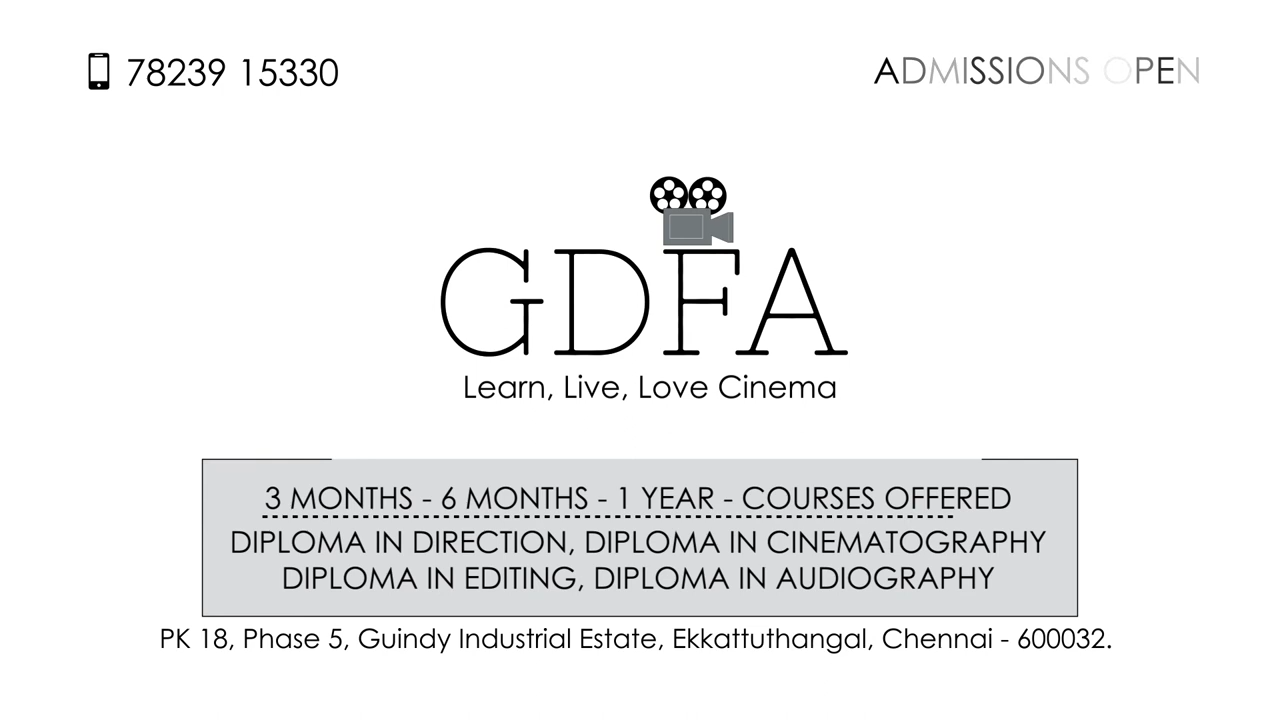 78239 15330
ADMISSIONS OPEN
GDFA
Learn, Live, Love Cinema
3 MONTHS - 6 MONTHS - 1 YEAR - COURSES OFFERED
DIPLOMA IN DIRECTION, DIPLOMA IN CINEMATOGRAPHY
DIPLOMA IN EDITING, DIPLOMA IN AUDIOGRAPHY
PK 18, Phase 5, Guindy Industrial Estate, Ekkattuthangal, Chennai - 600032.